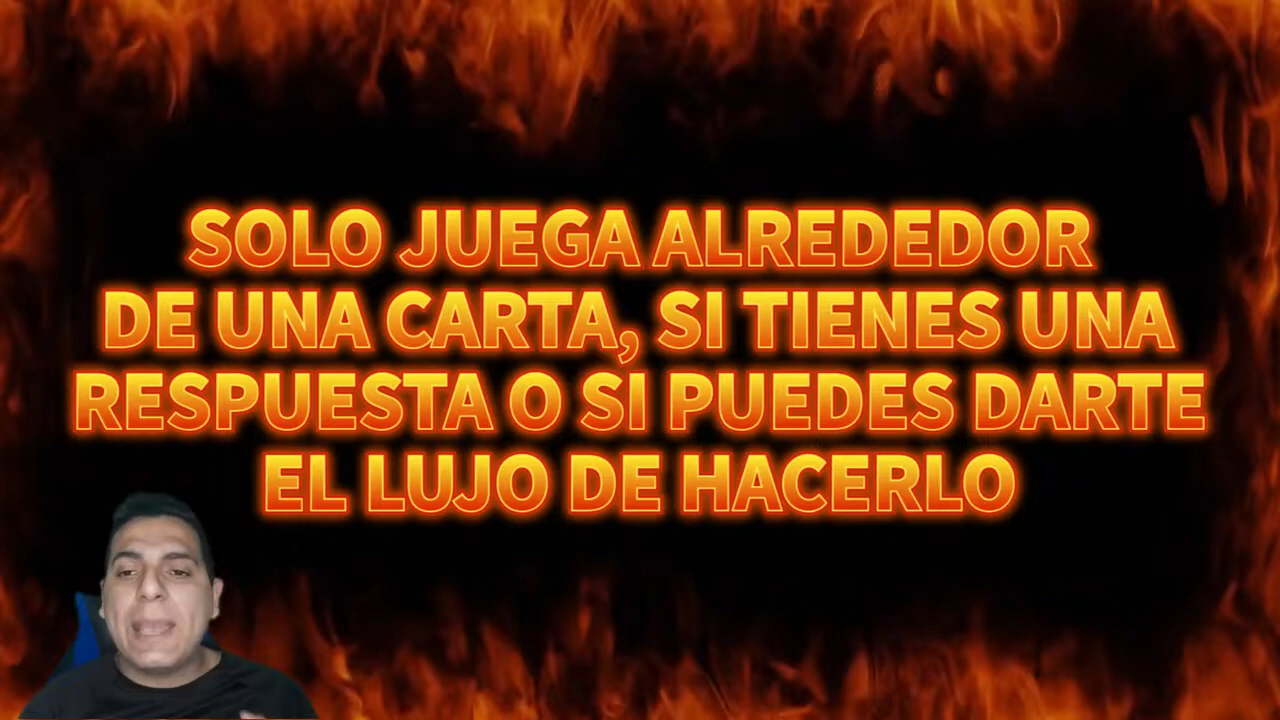 SOLO JUEGA ALREDEDOR
DE UNA CARTA, SI TIENES UNA
RESPUESTA O SI PUEDES DARTE
EL LUJO DE HACERLO